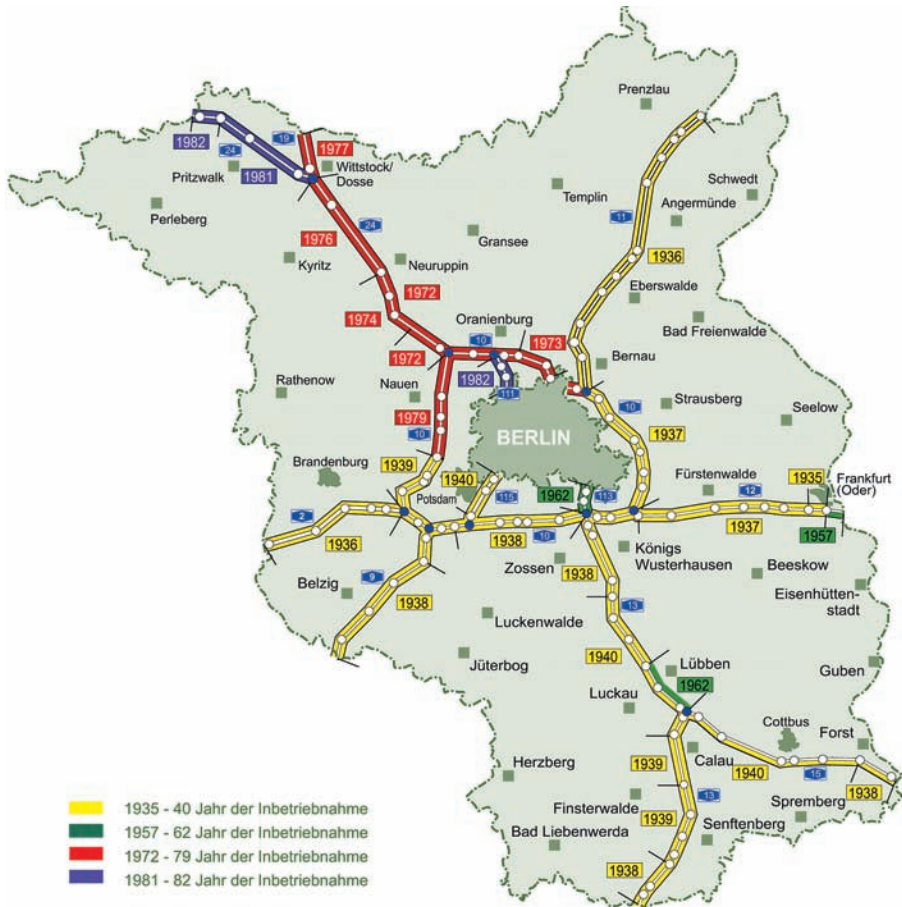 Prenzlau
1982
19
1977
24
Wittstock/
Dosse
Pritzwalk
1981
Templin
Schwedt
Perleberg
Angermünde
11
24
1976
Gransee
1936
Kyritz
Neuruppin
1972
Eberswalde
1974
Oranienburg
Bad Freienwalde
10
1973
1972
Bernau
1982
Rathenow
Nauen
111
Strausberg
10
1979
Seelow
10
BERLIN
1937
1939
Brandenburg
1940
Fürstenwalde
1935
Frankfurt
(Oder)
Potsdam
115
1962
113
12
2
1936
1938
10
1937
1957
Königs
Wusterhausen
Zossen
1938
Beeskow
Belzig
9
1938
Eisenhütten-
stadt
13
Luckenwalde
1940
Jüterbog
Lübben
Guben
1962
Luckau
Cottbus
Forst
1939
Calau
1940
15
1938
Herzberg
13
Finsterwalde
1939
Spremberg
Bad Liebenwerda
Senftenberg
1938
1935 - 40 Jahr der Inbetriebnahme
1957 - 62 Jahr der Inbetriebnahme
1972 - 79 Jahr der Inbetriebnahme
1981 - 82 Jahr der Inbetriebnahme